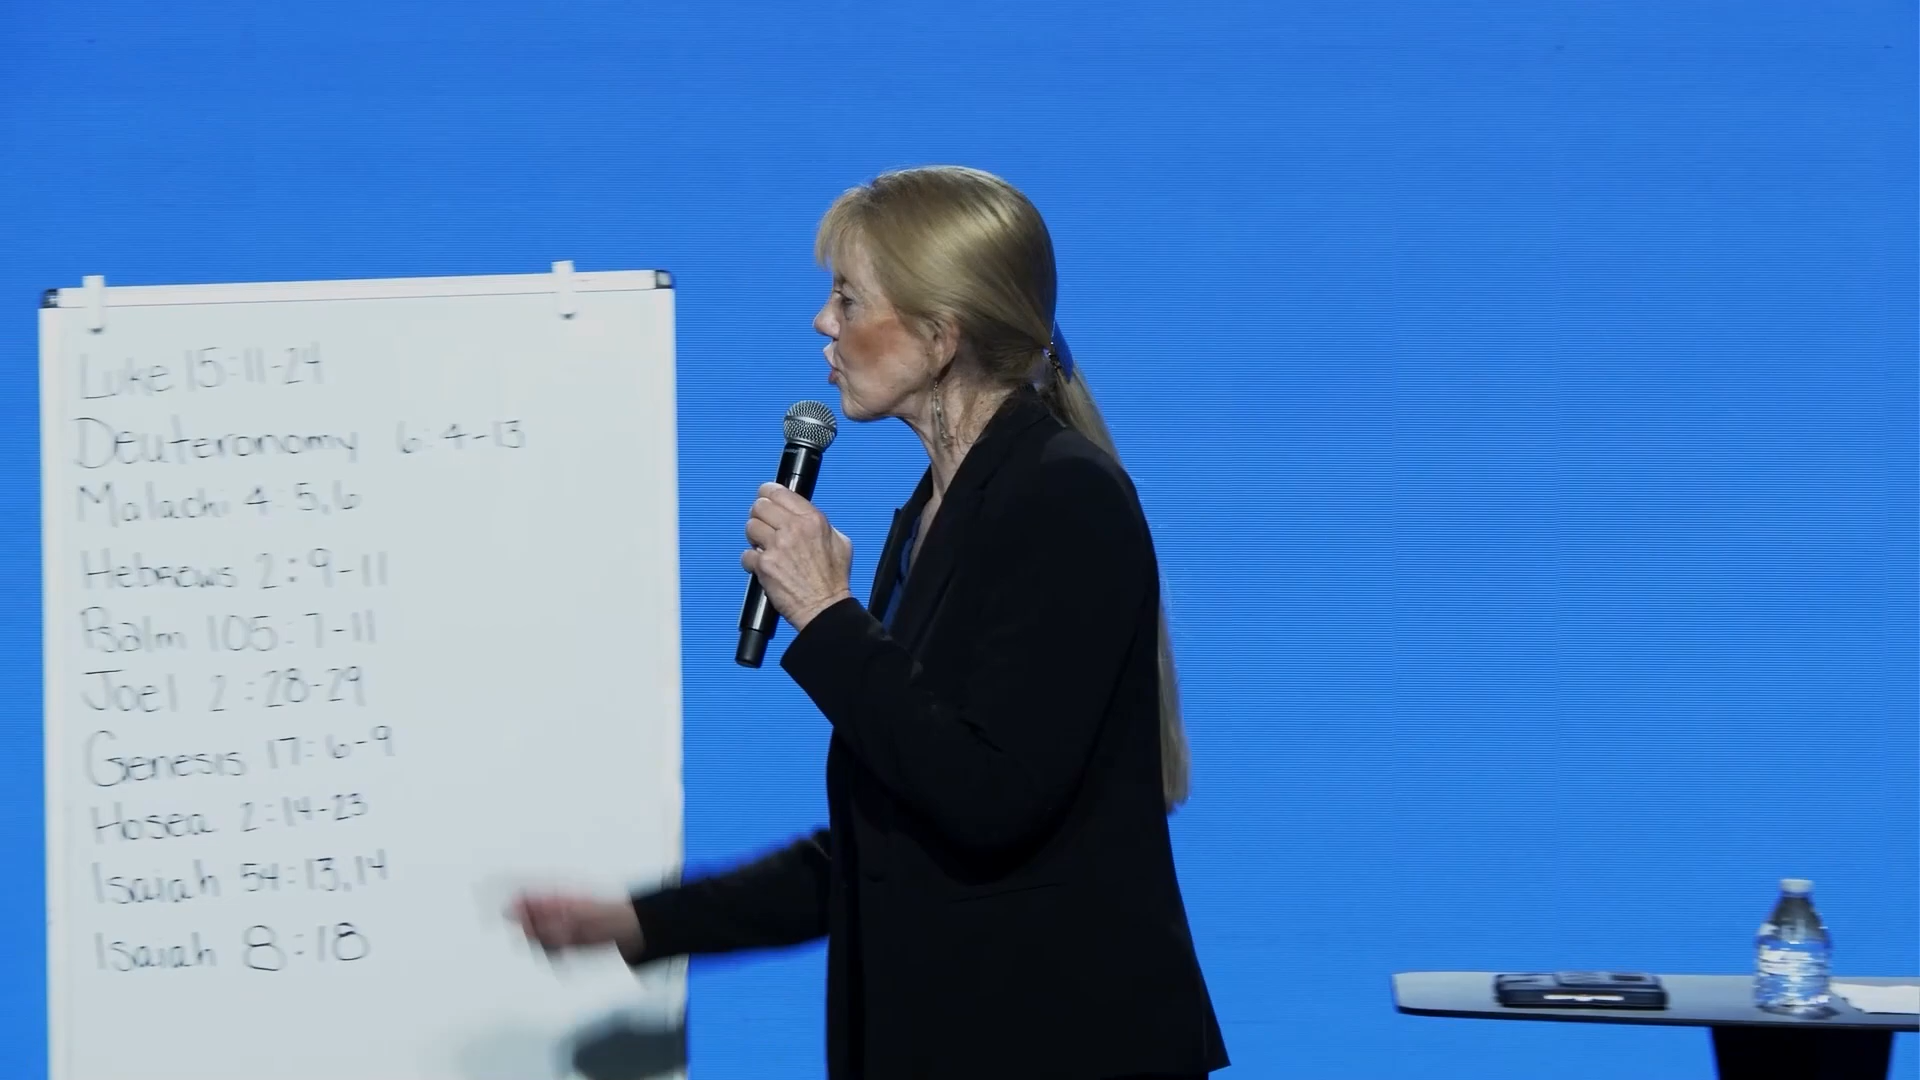 Luke 15:11-24
Deuteronomy 6:4-13
Malachi 4:5,6
Hebrews 2:9-11
Psalm 105:7-11
Joel 2:28-29
Genesis 17:6-9
Hosea 2:14-23
Isaiah 54:13,14
Isaiah 8:18